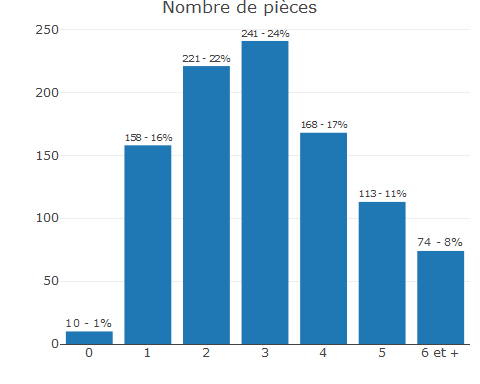 Nombre de pièces
250
241 - 24%
221 - 22%
200
168 - 17%
158 - 16%
150
113 - 11%
100
74 - 8%
50
10 - 1%
0
0 1 2 3 4 5 6 et +